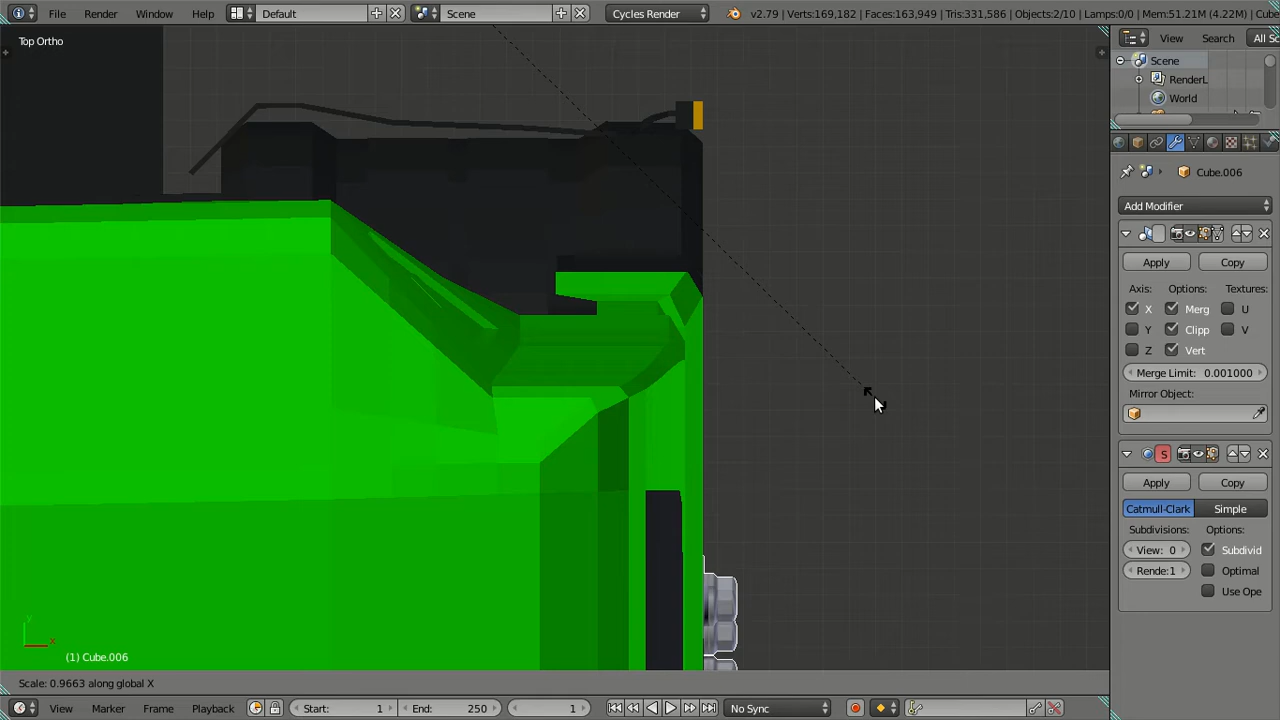 File Render Window Help Default Scene Cycles Render v2.79 | Verts:169,182 | Faces:163,949 | Tris:331,586 | Objects:2/10 | Lamps:0/0 | Mem:51.21M (4.22M) | Cube
Top Ortho
View Search All Sc
Scene
RenderL
World
Cube.006
Add Modifier
Apply Copy
Axis: Options: Textures:
X Merg U
Y Clipp V
Z Vert
Merge Limit: 0.001000
Mirror Object:
S
Apply Copy
Catmull-Clark Simple
Subdivisions: Options:
View: 0 Subdivid
Rende:1 Optimal
Use Ope
y
x
(1) Cube.006
Scale: 0.9663 along global X
View Marker Frame Playback Start: 1 End: 250 1 No Sync